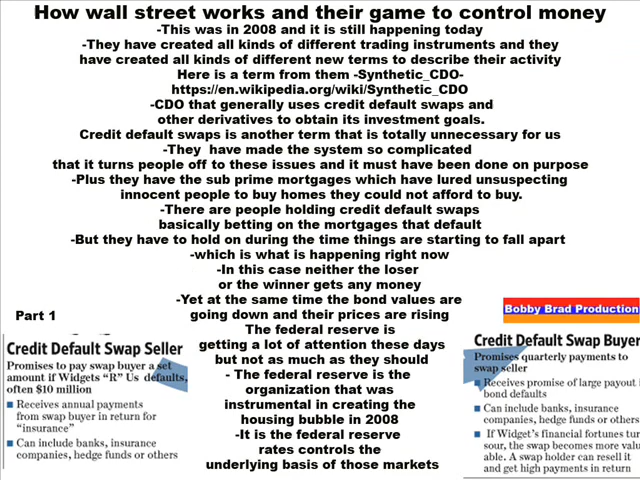 How wall street works and their game to control money
-This was in 2008 and it is still happening today
-They have created all kinds of different trading instruments and they
have created all kinds of different new terms to describe their activity
Here is a term from them -Synthetic_CDO-
https://en.wikipedia.org/wiki/Synthetic_CDO
-CDO that generally uses credit default swaps and
other derivatives to obtain its investment goals.
Credit default swaps is another term that is totally unnecessary for us
-They have made the system so complicated
that it turns people off to these issues and it must have been done on purpose
-Plus they have the sub prime mortgages which have lured unsuspecting
innocent people to buy homes they could not afford to buy.
-There are people holding credit default swaps
basically betting on the mortgages that default
-But they have to hold on during the time things are starting to fall apart
-which is what is happening right now
-In this case neither the loser
or the winner gets any money
-Yet at the same time the bond values are
going down and their prices are rising
The federal reserve is
getting a lot of attention these days
but not as much as they should
- The federal reserve is the
organization that was
instrumental in creating the
housing bubble in 2008
-It is the federal reserve
rates controls the
underlying basis of those markets
Part 1
Credit Default Swap Seller
Promises to pay swap buyer a set
amount if Widgets “R” Us defaults,
often $10 million
Receives annual payments
from swap buyer in return for
“insurance”
Can include banks, insurance
companies, hedge funds or others
Bobby Brad Production
Credit Default Swap Buyer
Promises quarterly payments to
swap seller
Receives promise of large payout i
bond defaults
Can include banks, insurance
companies, hedge funds or others
If Widget's financial fortunes tur
sour, the swap becomes more valu
able. A swap holder can resell it
and get high payments in return